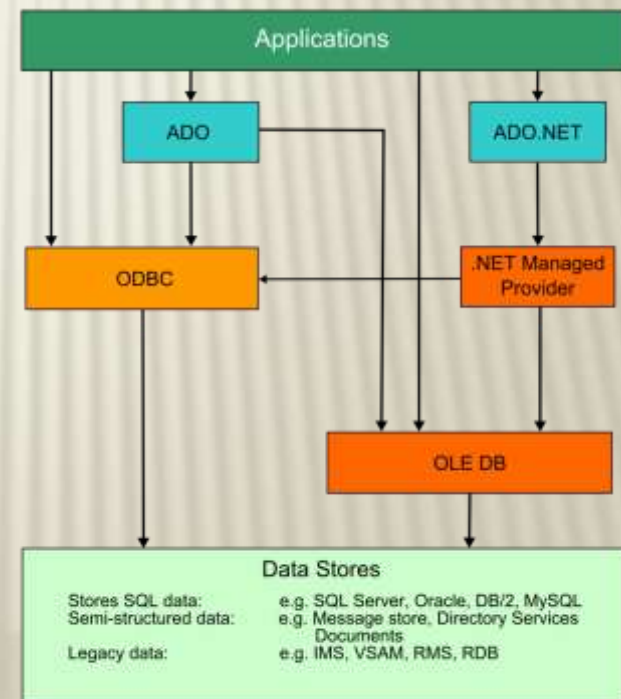 Applications
ADO
ADO.NET
ODBC
.NET Managed
Provider
OLE DB
Data Stores
Stores SQL data: e.g. SQL Server, Oracle, DB/2, MySQL
Semi-structured data: e.g. Message store, Directory Services
Documents
Legacy data: e.g. IMS, VSAM, RMS, RDB